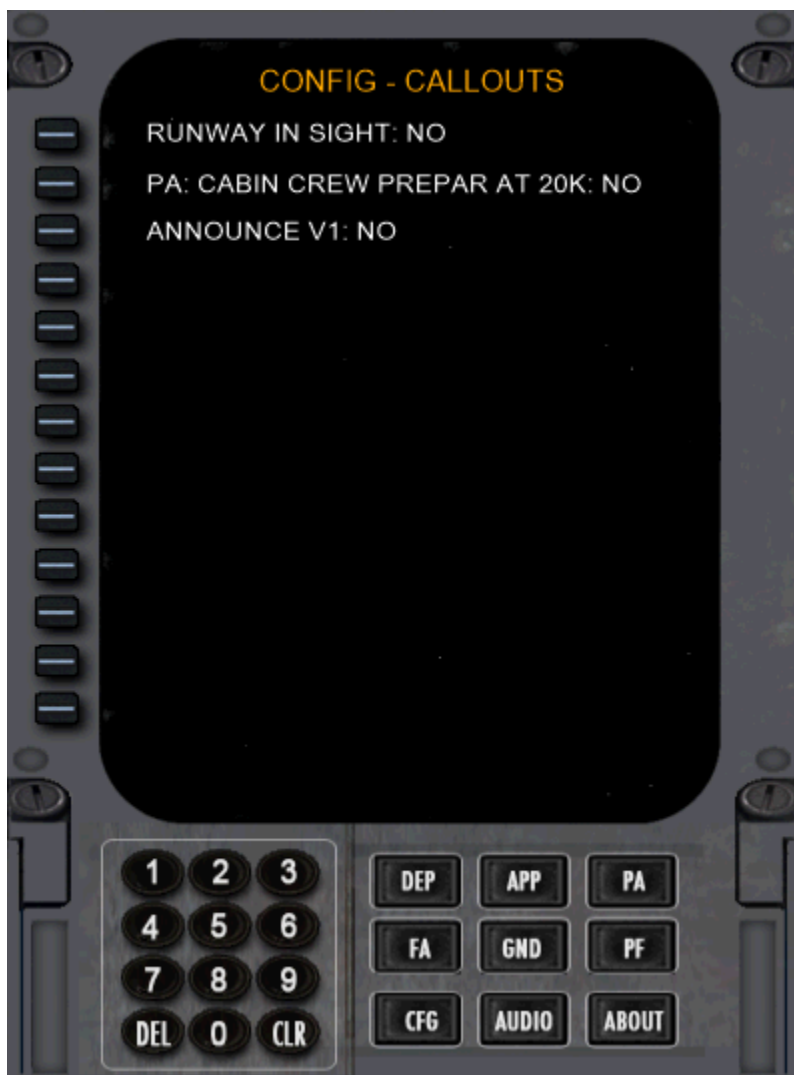 CONFIG - CALLOUTS
RUNWAY IN SIGHT: NO
PA: CABIN CREW PREPAR AT 20K: NO
ANNOUNCE V1: NO
1 2 3 DEP APP PA
4 5 6 FA GND PF
7 8 9
DEL 0 CLR CFG AUDIO ABOUT